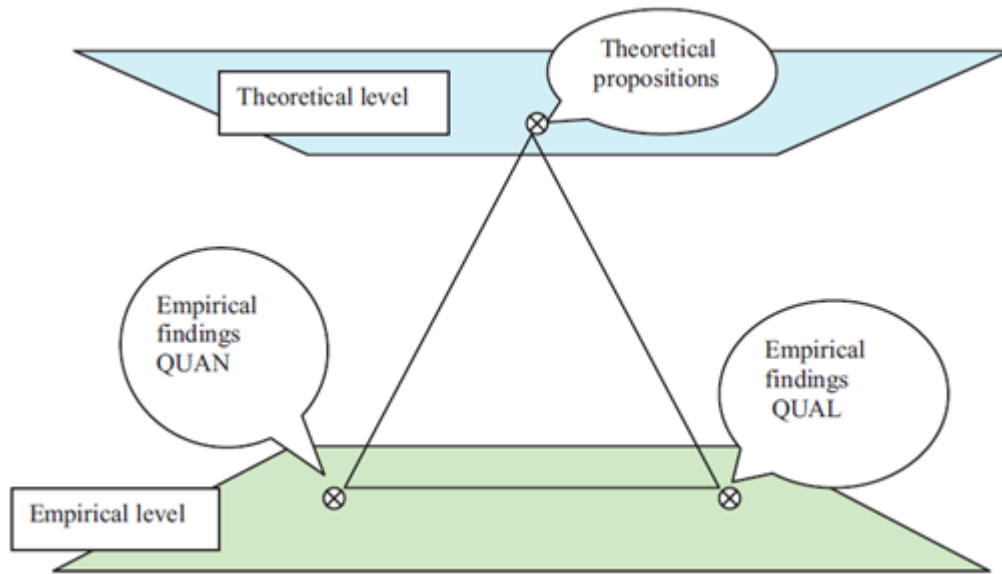 Theoretical
propositions
Theoretical level
Empirical
findings
QUAN
Empirical
findings
QUAL
Empirical level